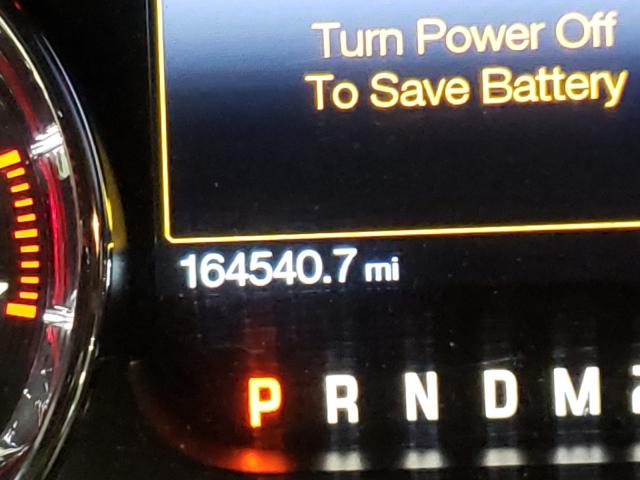 Turn Power Off
To Save Battery
164540.7 mi
P R N D M